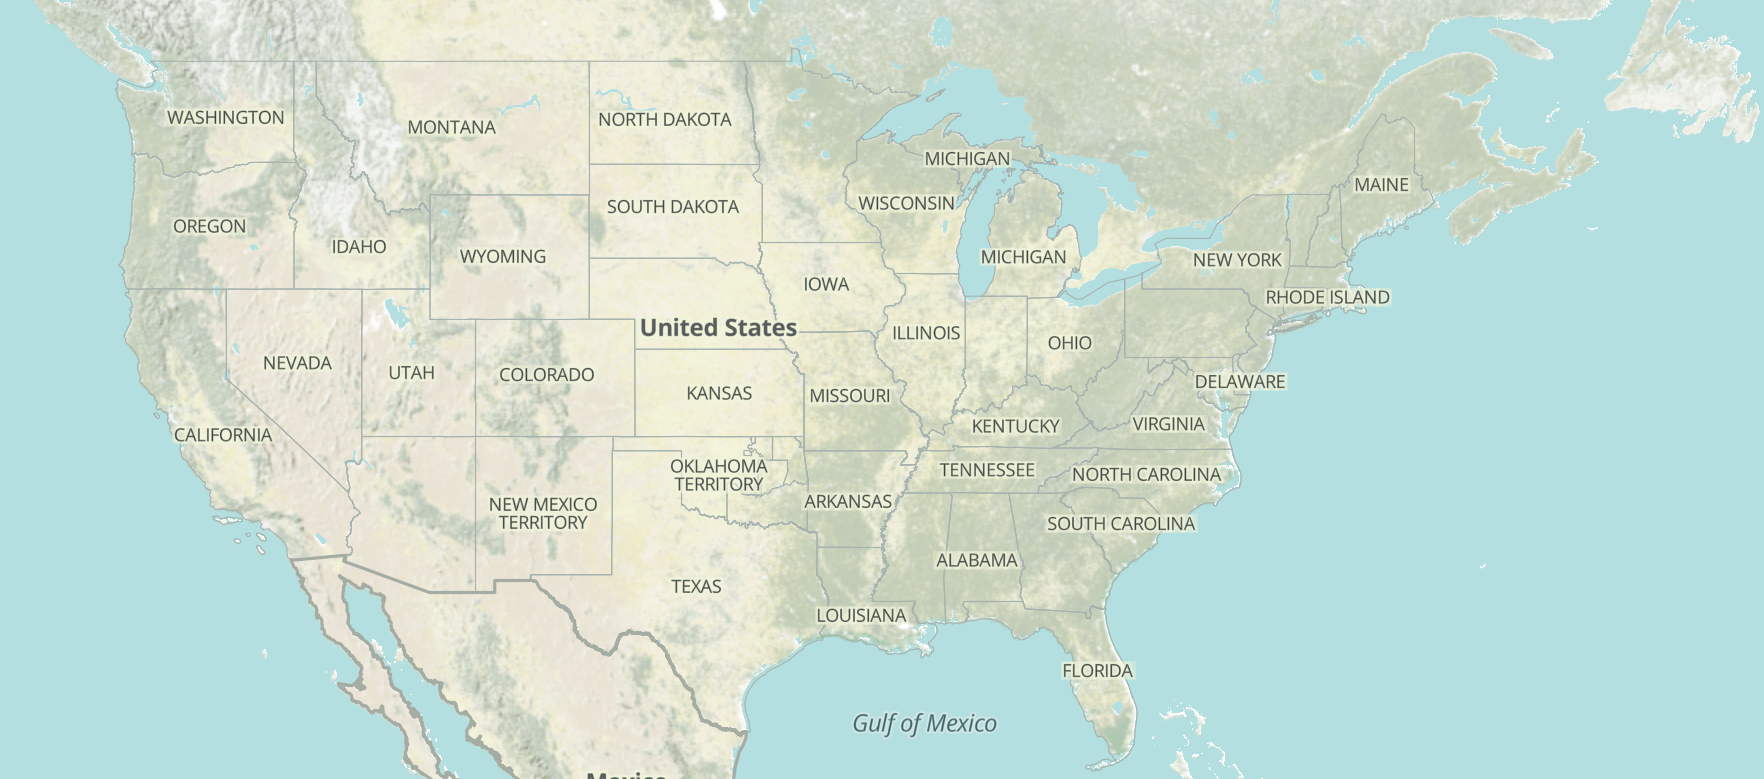 WASHINGTON
MONTANA
NORTH DAKOTA
MICHIGAN
MAINE
OREGON
IDAHO
WYOMING
SOUTH DAKOTA
WISCONSIN
MICHIGAN
NEW YORK
IOWA
RHODE ISLAND
United States
ILLINOIS
OHIO
NEVADA
UTAH
COLORADO
KANSAS
MISSOURI
DELAWARE
CALIFORNIA
KENTUCKY
VIRGINIA
OKLAHOMA
TERRITORY
TENNESSEE
NORTH CAROLINA
NEW MEXICO
TERRITORY
ARKANSAS
SOUTH CAROLINA
ALABAMA
TEXAS
LOUISIANA
FLORIDA
Gulf of Mexico
Mexico